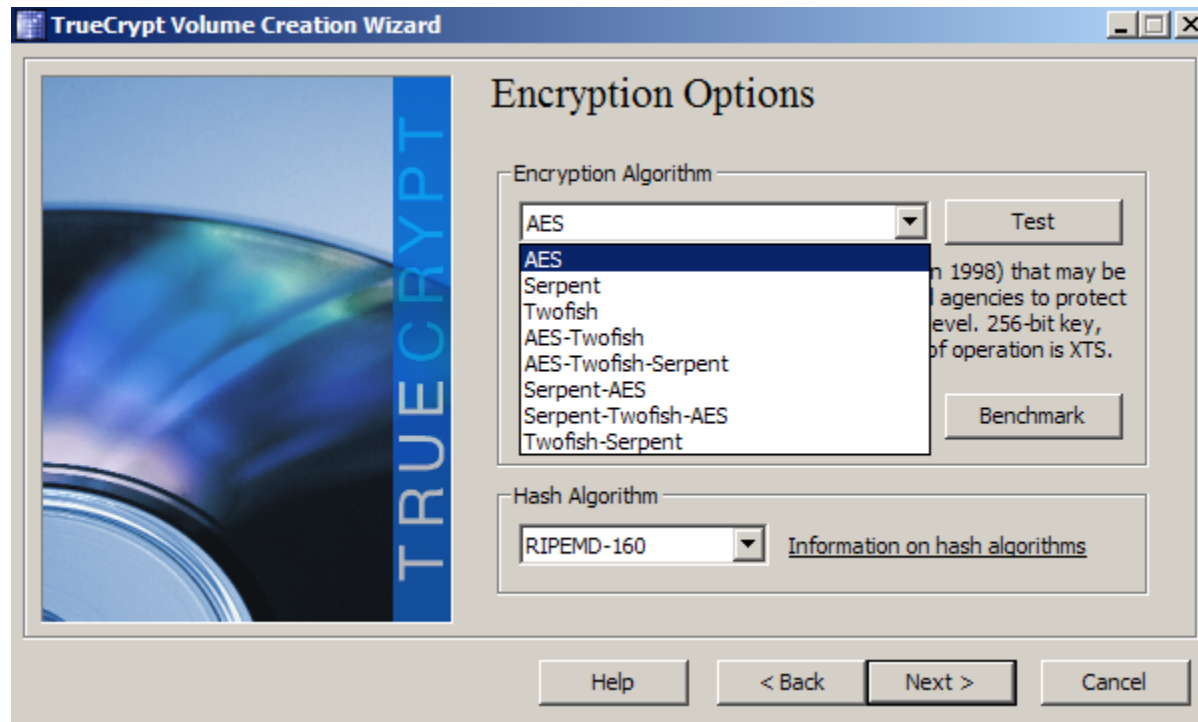 TrueCrypt Volume Creation Wizard
TRUECRYPT
Encryption Options
Encryption Algorithm
AES
Test
AES
Serpent
Twofish
AES-Twofish
AES-Twofish-Serpent
Serpent-AES
Serpent-Twofish-AES
Twofish-Serpent
n 1998) that may be
agencies to protect
evel. 256-bit key,
of operation is XTS.
Benchmark
Hash Algorithm
RIPEMD-160
Information on hash algorithms
Help
< Back
Next >
Cancel